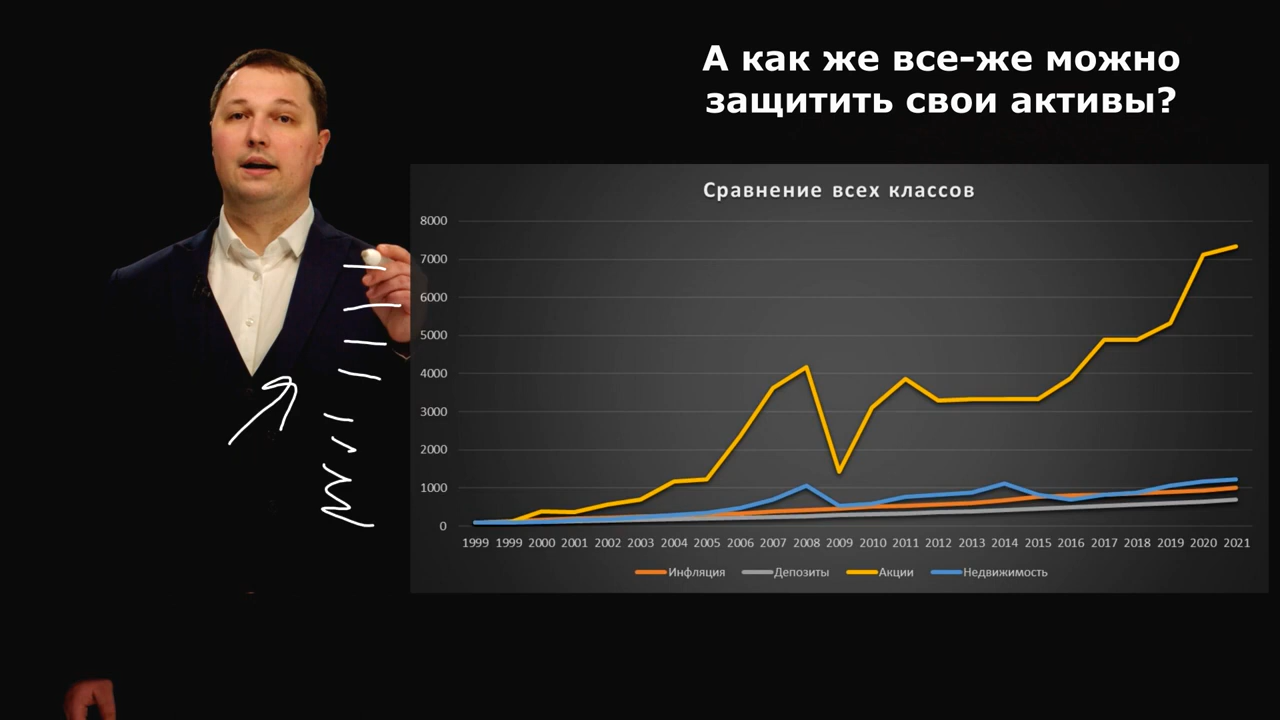 А как же все-же можно
защитить свои активы?
Сравнение всех классов
8000
7000
6000
5000
4000
3000
2000
1000
0
1999 1999 2000 2001 2002 2003 2004 2005 2006 2007 2008 2009 2010 2011 2012 2013 2014 2015 2016 2017 2018 2019 2020 2021
Инфляция Депозиты Акции Недвижимость